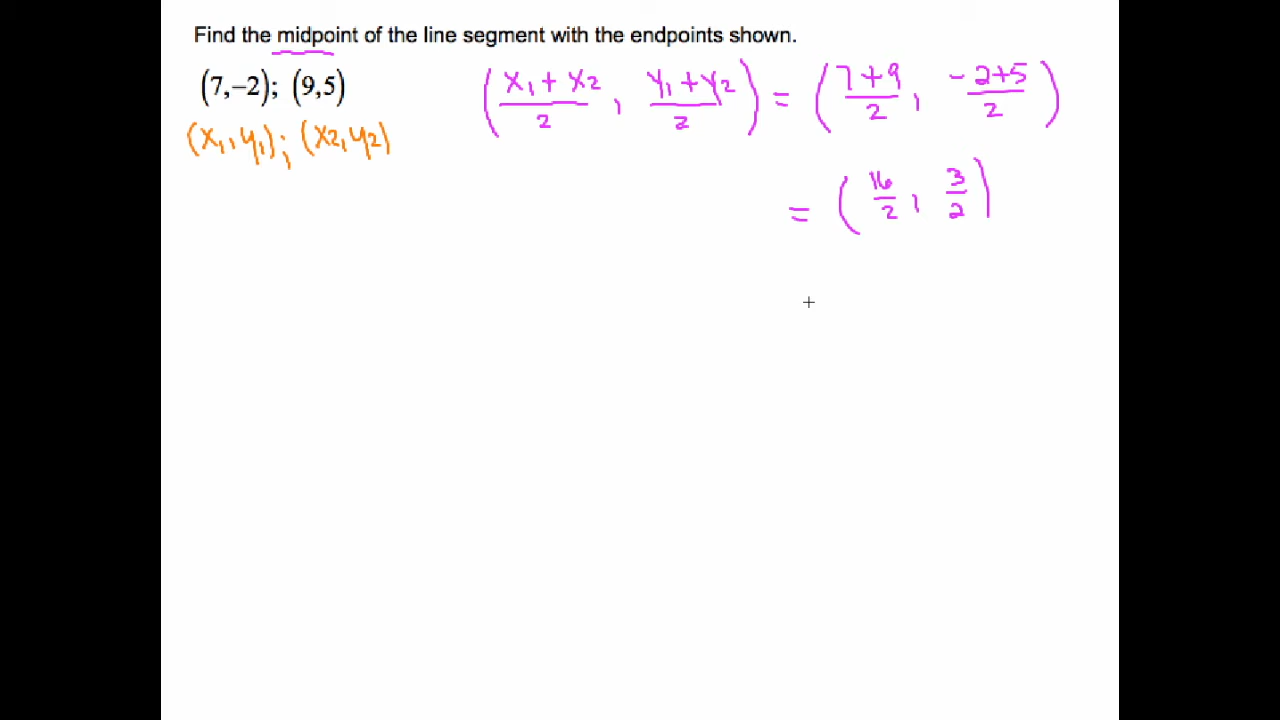 Find the midpoint of the line segment with the endpoints shown.
(7,–2); (9,5)
(x₁,y₁); (x₂,y₂)
((x₁+x₂)/2, (y₁+y₂)/2) = ((7+9)/2, (-2+5)/2)
= (16/2, 3/2)